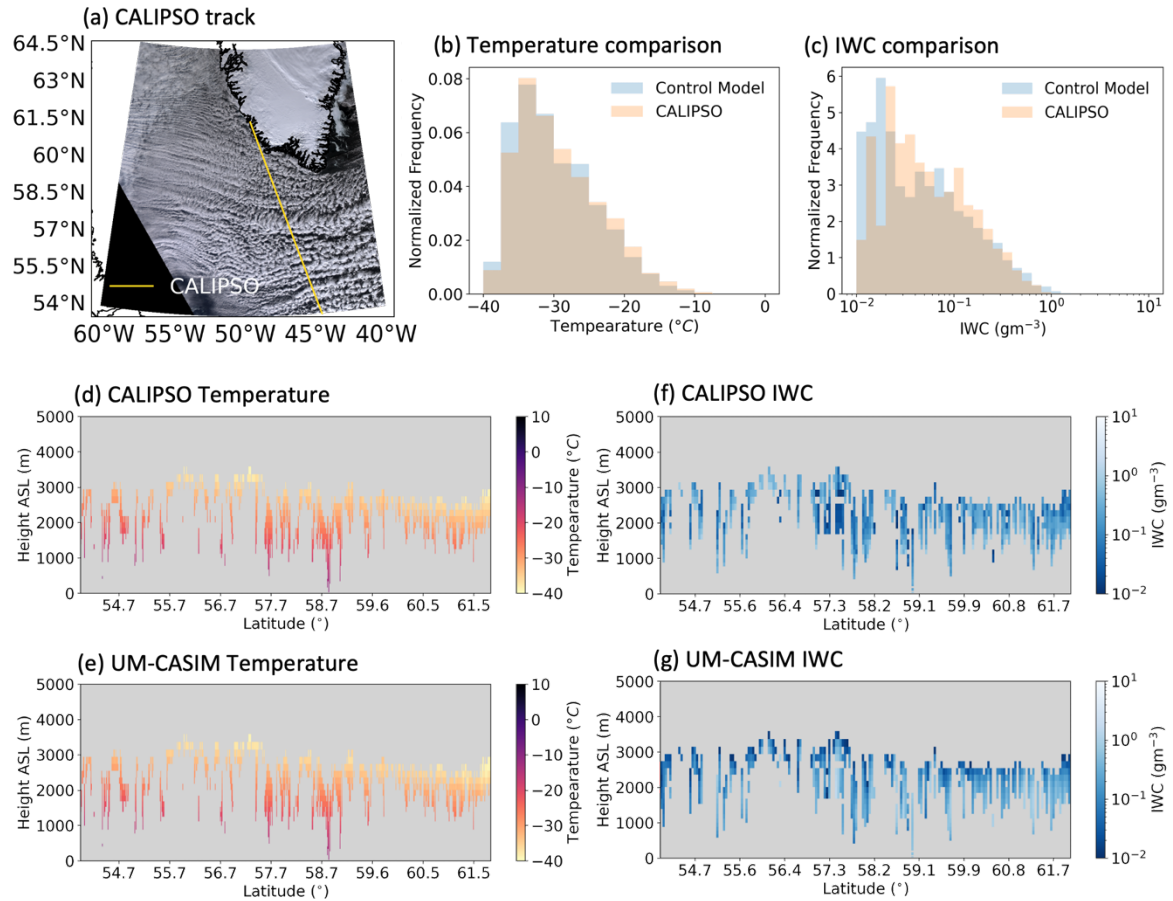 (a) CALIPSO track
64.5°N
63°N
61.5°N
60°N
58.5°N
57°N
55.5°N
54°N
CALIPSO
60°W 55°W 50°W 45°W 40°W
(b) Temperature comparison
Normalized Frequency
0.08
0.06
0.04
0.02
0.00
Control Model
CALIPSO
−40 −30 −20 −10 0
Tempearature (°C)
(c) IWC comparison
Normalized Frequency
6
5
4
3
2
1
0
Control Model
CALIPSO
10⁻² 10⁻¹ 10⁰ 10¹
IWC (gm⁻³)
(d) CALIPSO Temperature
Height ASL (m)
5000
4000
3000
2000
1000
0
54.7 55.7 56.7 57.7 58.7 59.6 60.5 61.5
Latitude (°)
10
0
−10
−20
−30
−40
Tempearature (°C)
(f) CALIPSO IWC
Height ASL (m)
5000
4000
3000
2000
1000
0
54.7 55.6 56.4 57.3 58.2 59.1 59.9 60.8 61.7
Latitude (°)
10¹
10⁰
10⁻¹
10⁻²
IWC (gm⁻³)
(e) UM-CASIM Temperature
Height ASL (m)
5000
4000
3000
2000
1000
0
54.7 55.7 56.7 57.7 58.7 59.6 60.5 61.5
Latitude (°)
10
0
−10
−20
−30
−40
Tempearature (°C)
(g) UM-CASIM IWC
Height ASL (m)
5000
4000
3000
2000
1000
0
54.7 55.6 56.4 57.3 58.2 59.1 59.9 60.8 61.7
Latitude (°)
10¹
10⁰
10⁻¹
10⁻²
IWC (gm⁻³)